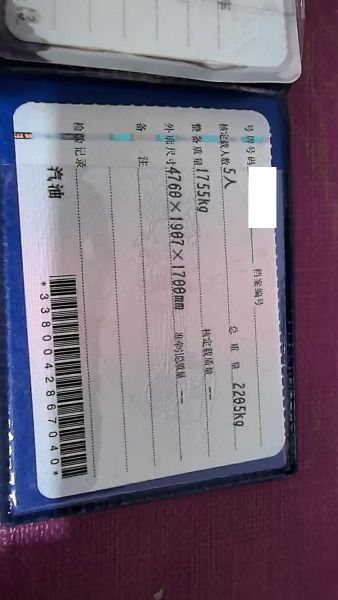 号牌号码 档案编号
核定载人数 5人 总质量 2205kg
整备质量 1755kg 核定载质量 --
外廓尺寸 4760×1907×1700mm 准牵引总质量 --
备注
检验记录
汽油
*3380042867040*